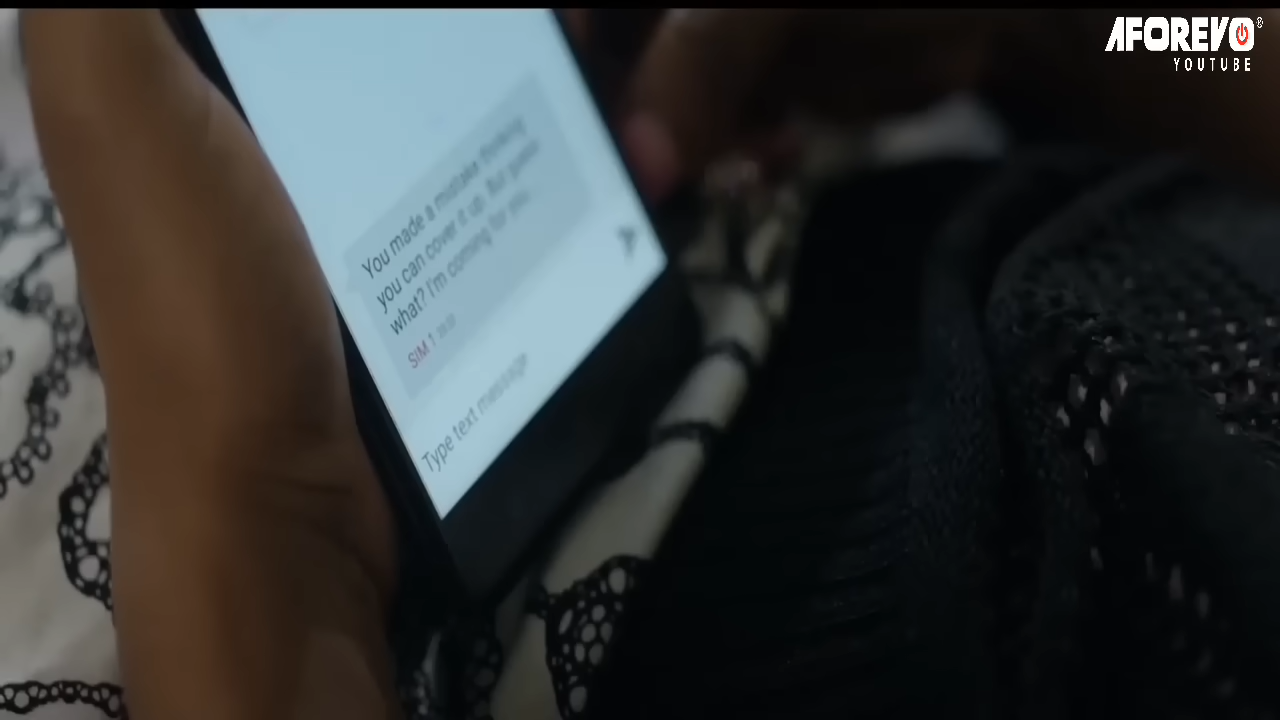 AFOREVO®
YOUTUBE
You made a mistake thinking
you can cover it up. But guess
what? I'm coming for you.
SIM 1
Type text message